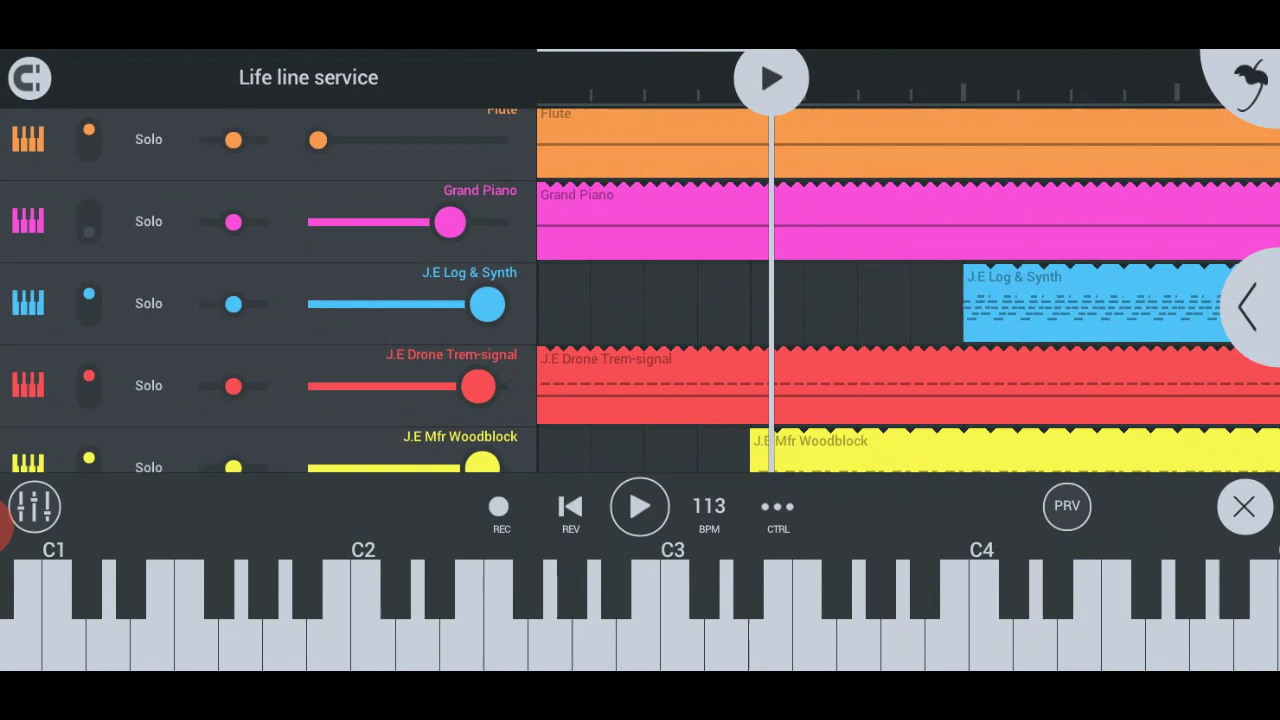 Life line service
Flute
Flute
Solo
Grand Piano
Grand Piano
Solo
J.E Log & Synth
J.E Log & Synth
Solo
J.E Drone Trem-signal
J.E Drone Trem-signal
Solo
J.E Mfr Woodblock
J.E Mfr Woodblock
Solo
REC
REV
113
BPM
CTRL
PRV
C1
C2
C3
C4